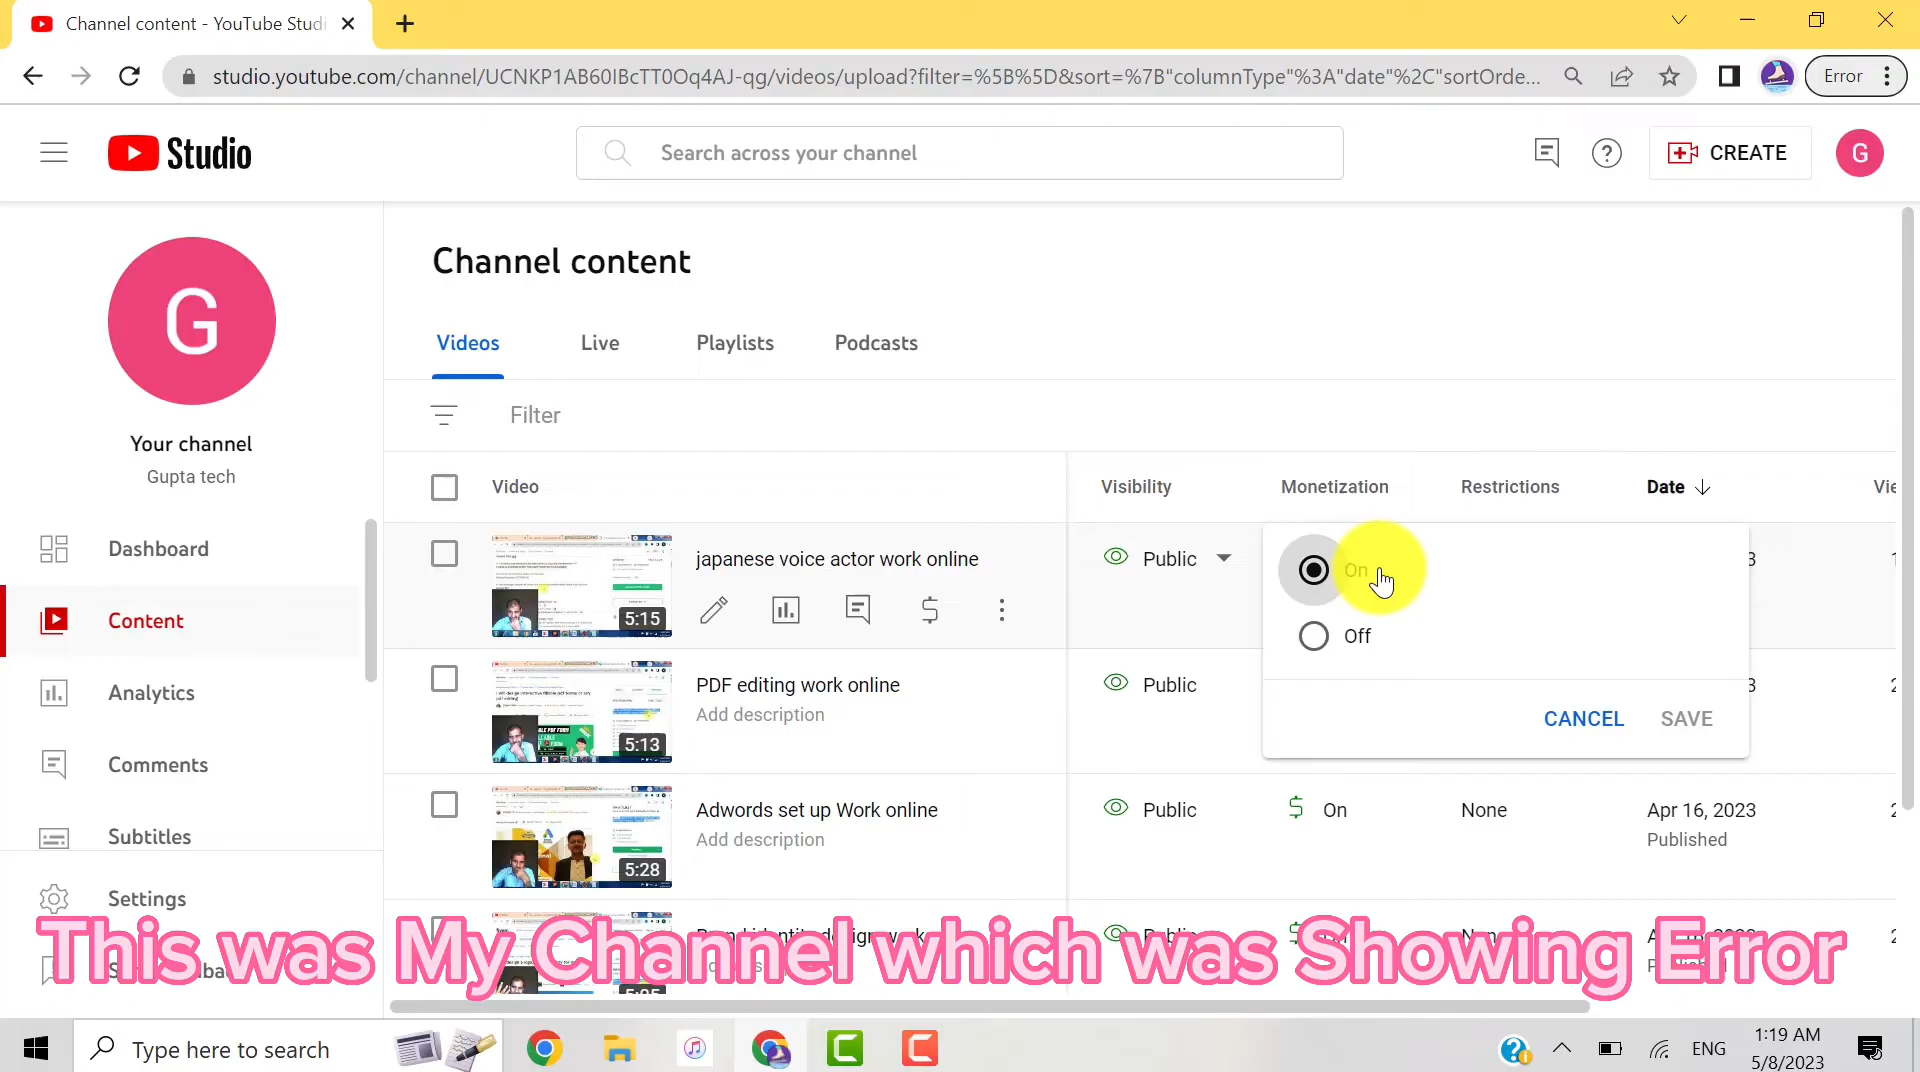 Channel content - YouTube Studi
studio.youtube.com/channel/UCNKP1AB60IBcTT0Oq4AJ-qg/videos/upload?filter=%5B%5D&sort=%7B"columnType"%3A"date"%2C"sortOrde...
Error
Studio
Search across your channel
CREATE
G
G
Your channel
Gupta tech
Dashboard
Content
Analytics
Comments
Subtitles
Settings
Channel content
Videos
Live
Playlists
Podcasts
Filter
Video
Visibility
Monetization
Restrictions
Date
Vie
japanese voice actor work online
5:15
Public
On
Off
CANCEL
SAVE
3
PDF editing work online
Add description
5:13
Public
3
2
Adwords set up Work online
Add description
5:28
Public
On
None
Apr 16, 2023
Published
2
This was My Channel which was Showing Error
Type here to search
ENG
1:19 AM
5/8/2023